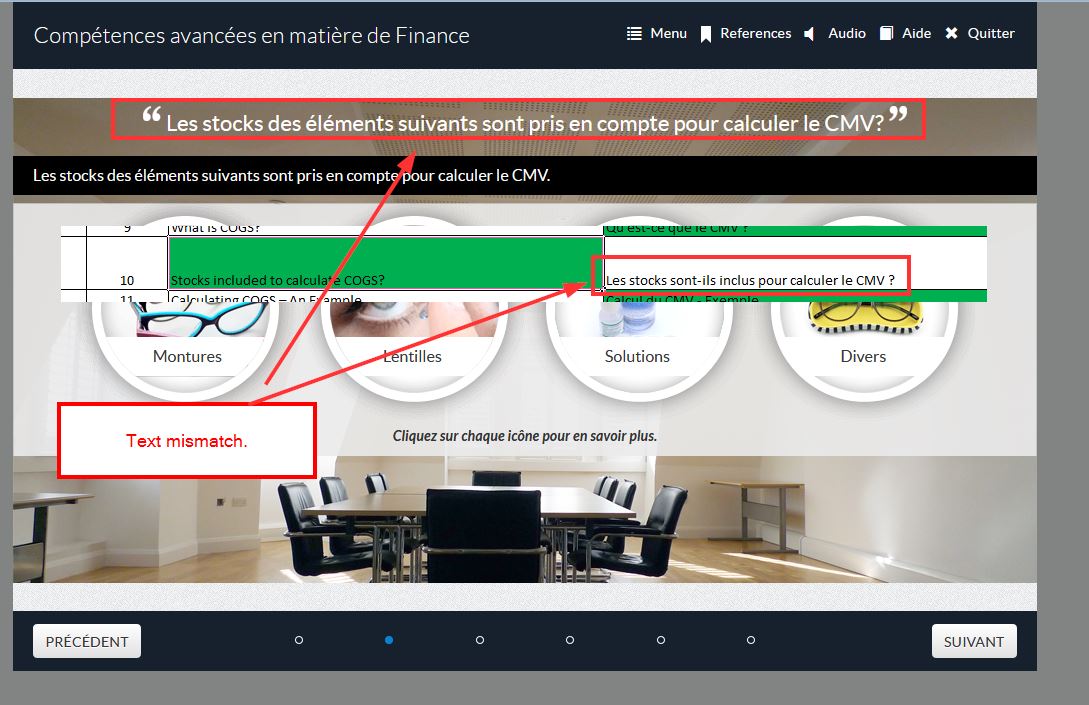 Compétences avancées en matière de Finance
Menu References Audio Aide Quitter
“ Les stocks des éléments suivants sont pris en compte pour calculer le CMV? ”
Les stocks des éléments suivants sont pris en compte pour calculer le CMV.
9 What is COGS? Qu'est-ce que le CMV ?
10 Stocks included to calculate COGS? Les stocks sont-ils inclus pour calculer le CMV ?
11 Calculating COGS – An Example Calcul du CMV - Exemple
Montures Lentilles Solutions Divers
Text mismatch.
Cliquez sur chaque icône pour en savoir plus.
PRÉCÉDENT SUIVANT